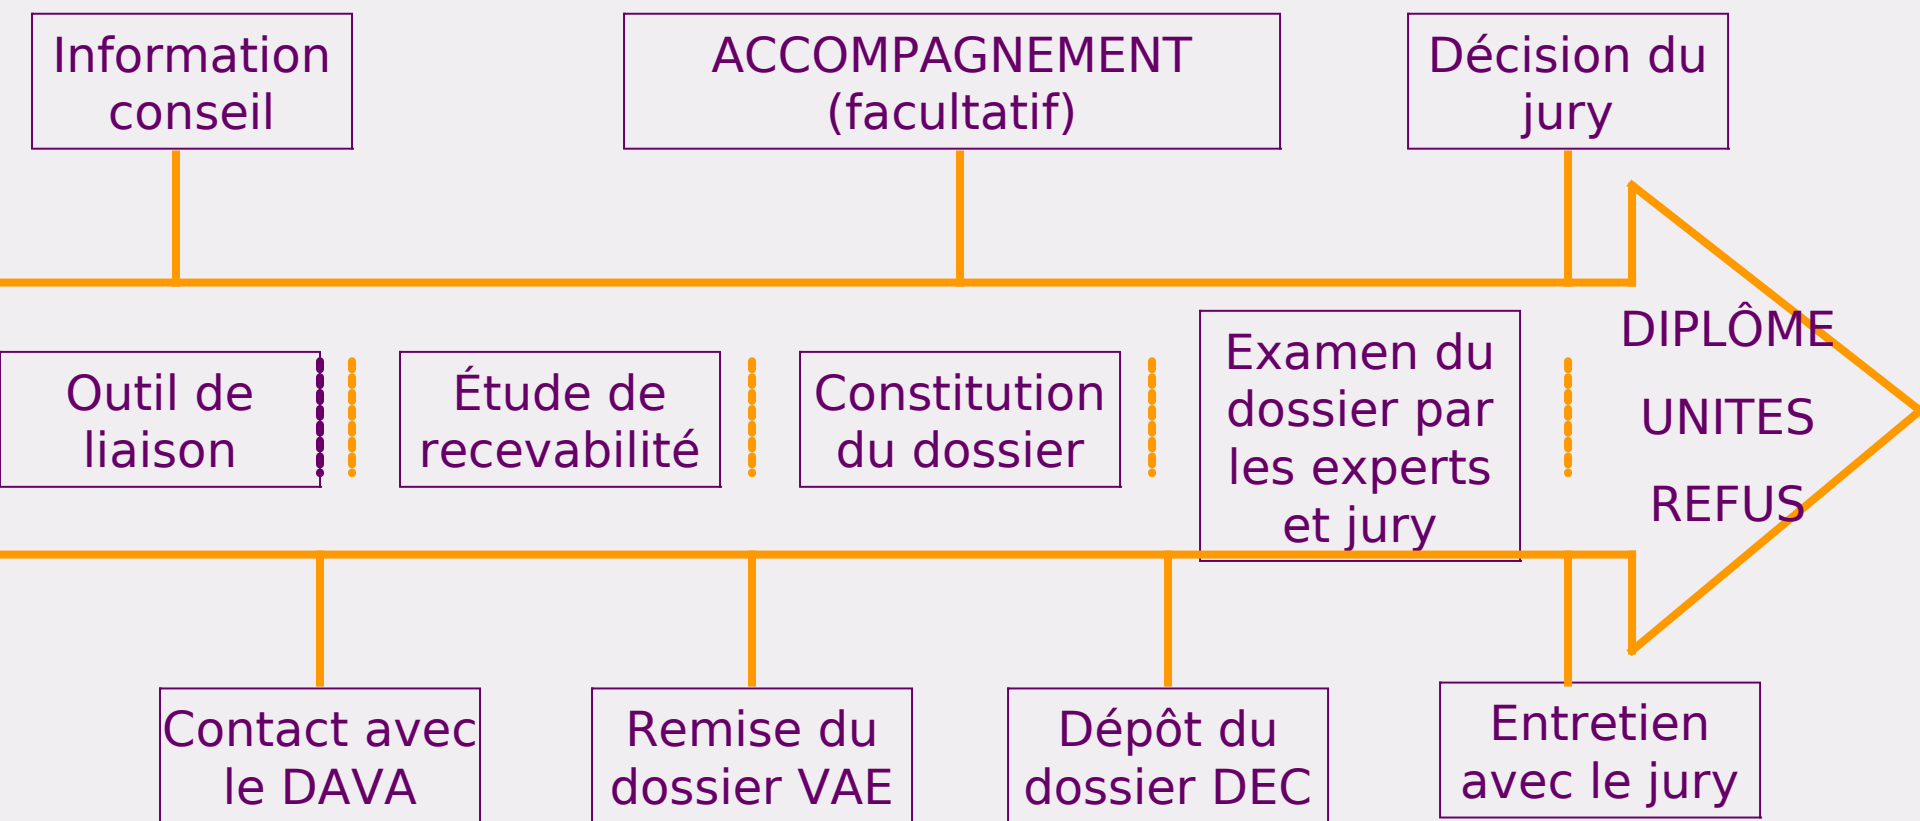 Information
conseil
ACCOMPAGNEMENT
(facultatif)
Décision du
jury
Outil de
liaison
Étude de
recevabilité
Constitution
du dossier
Examen du
dossier par
les experts
et jury
DIPLÔME
UNITES
REFUS
Contact avec
le DAVA
Remise du
dossier VAE
Dépôt du
dossier DEC
Entretien
avec le jury